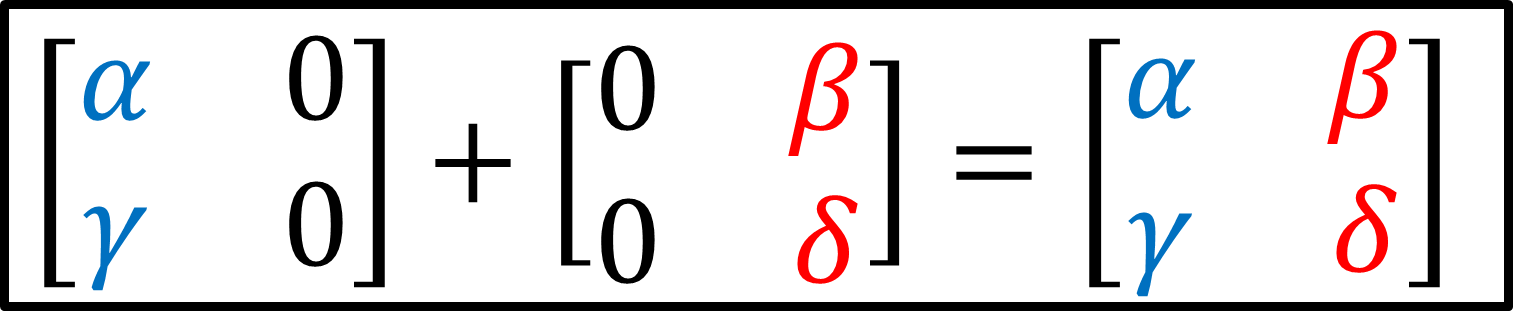 [α 0] + [0 β] = [α β]
[γ 0] [0 δ] [γ δ]